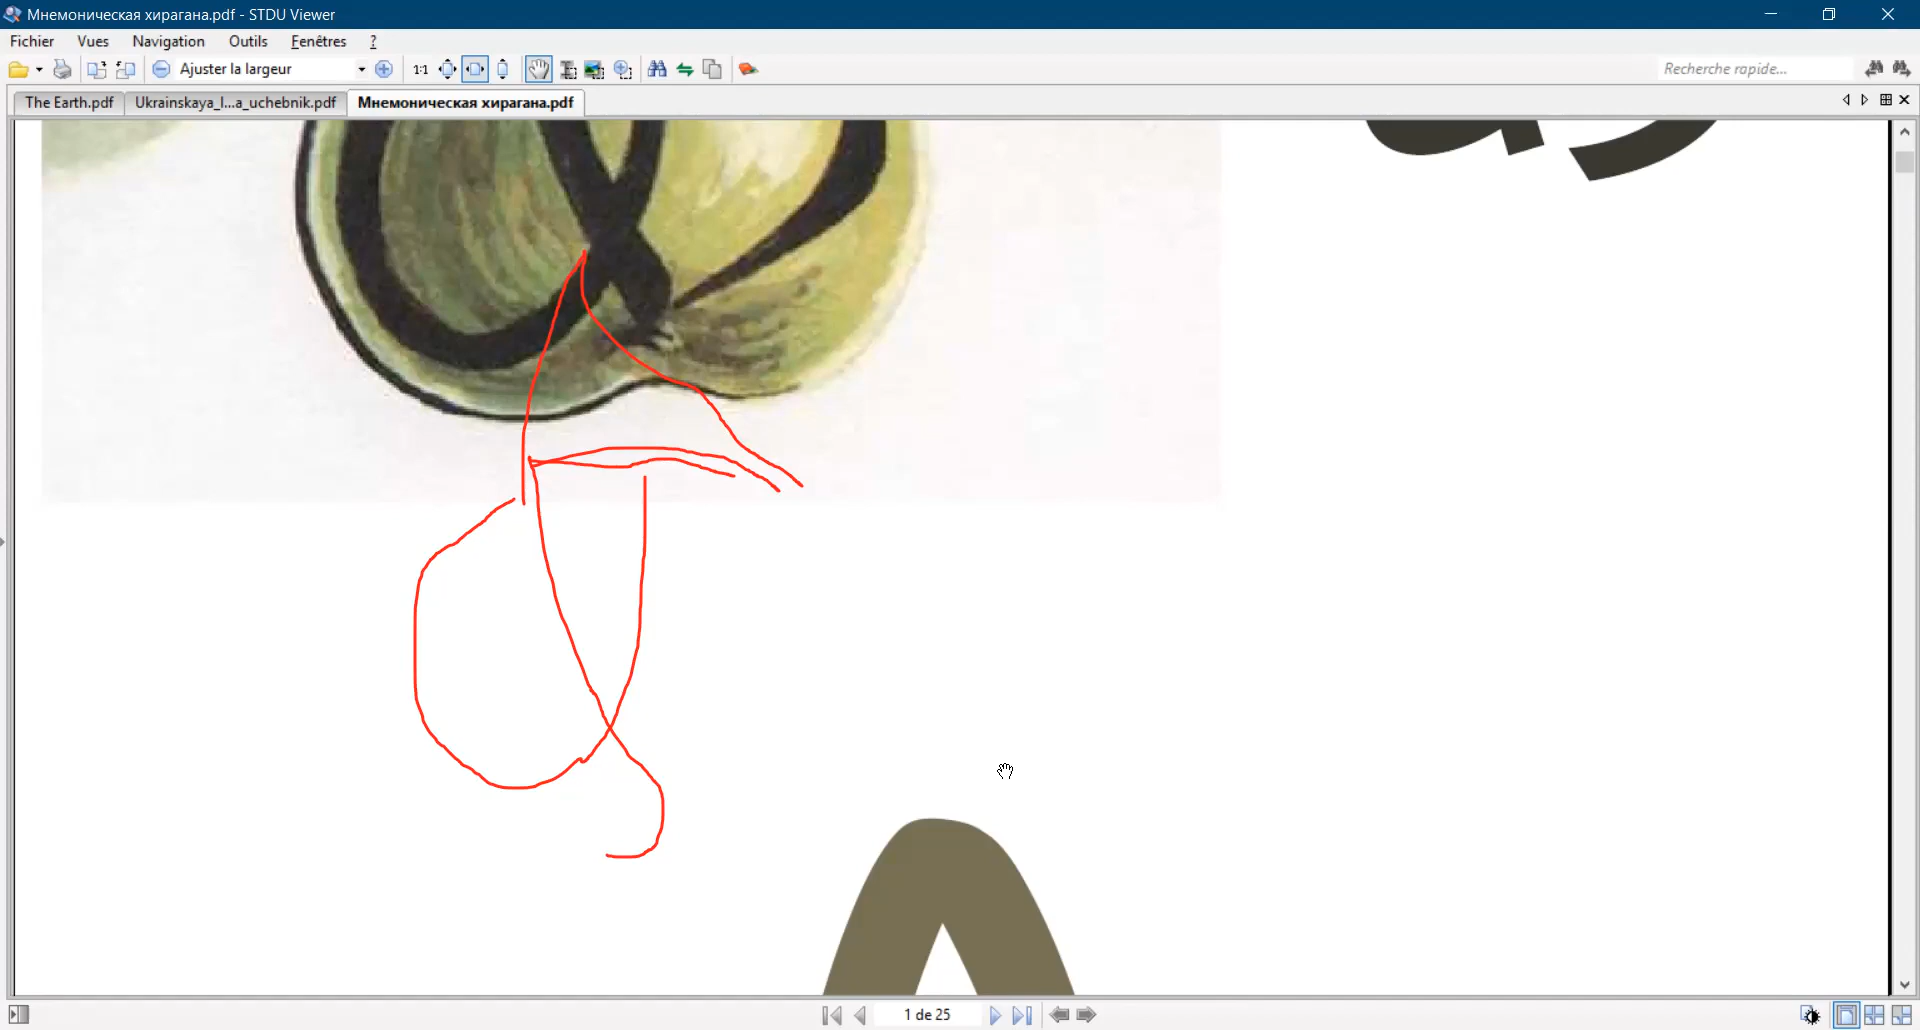 Мнемоническая хирагана.pdf - STDU Viewer
Fichier Vues Navigation Outils Fenêtres ?
Ajuster la largeur 1:1 Recherche rapide...
The Earth.pdf Ukrainskaya_l...a_uchebnik.pdf Мнемоническая хирагана.pdf
1 de 25